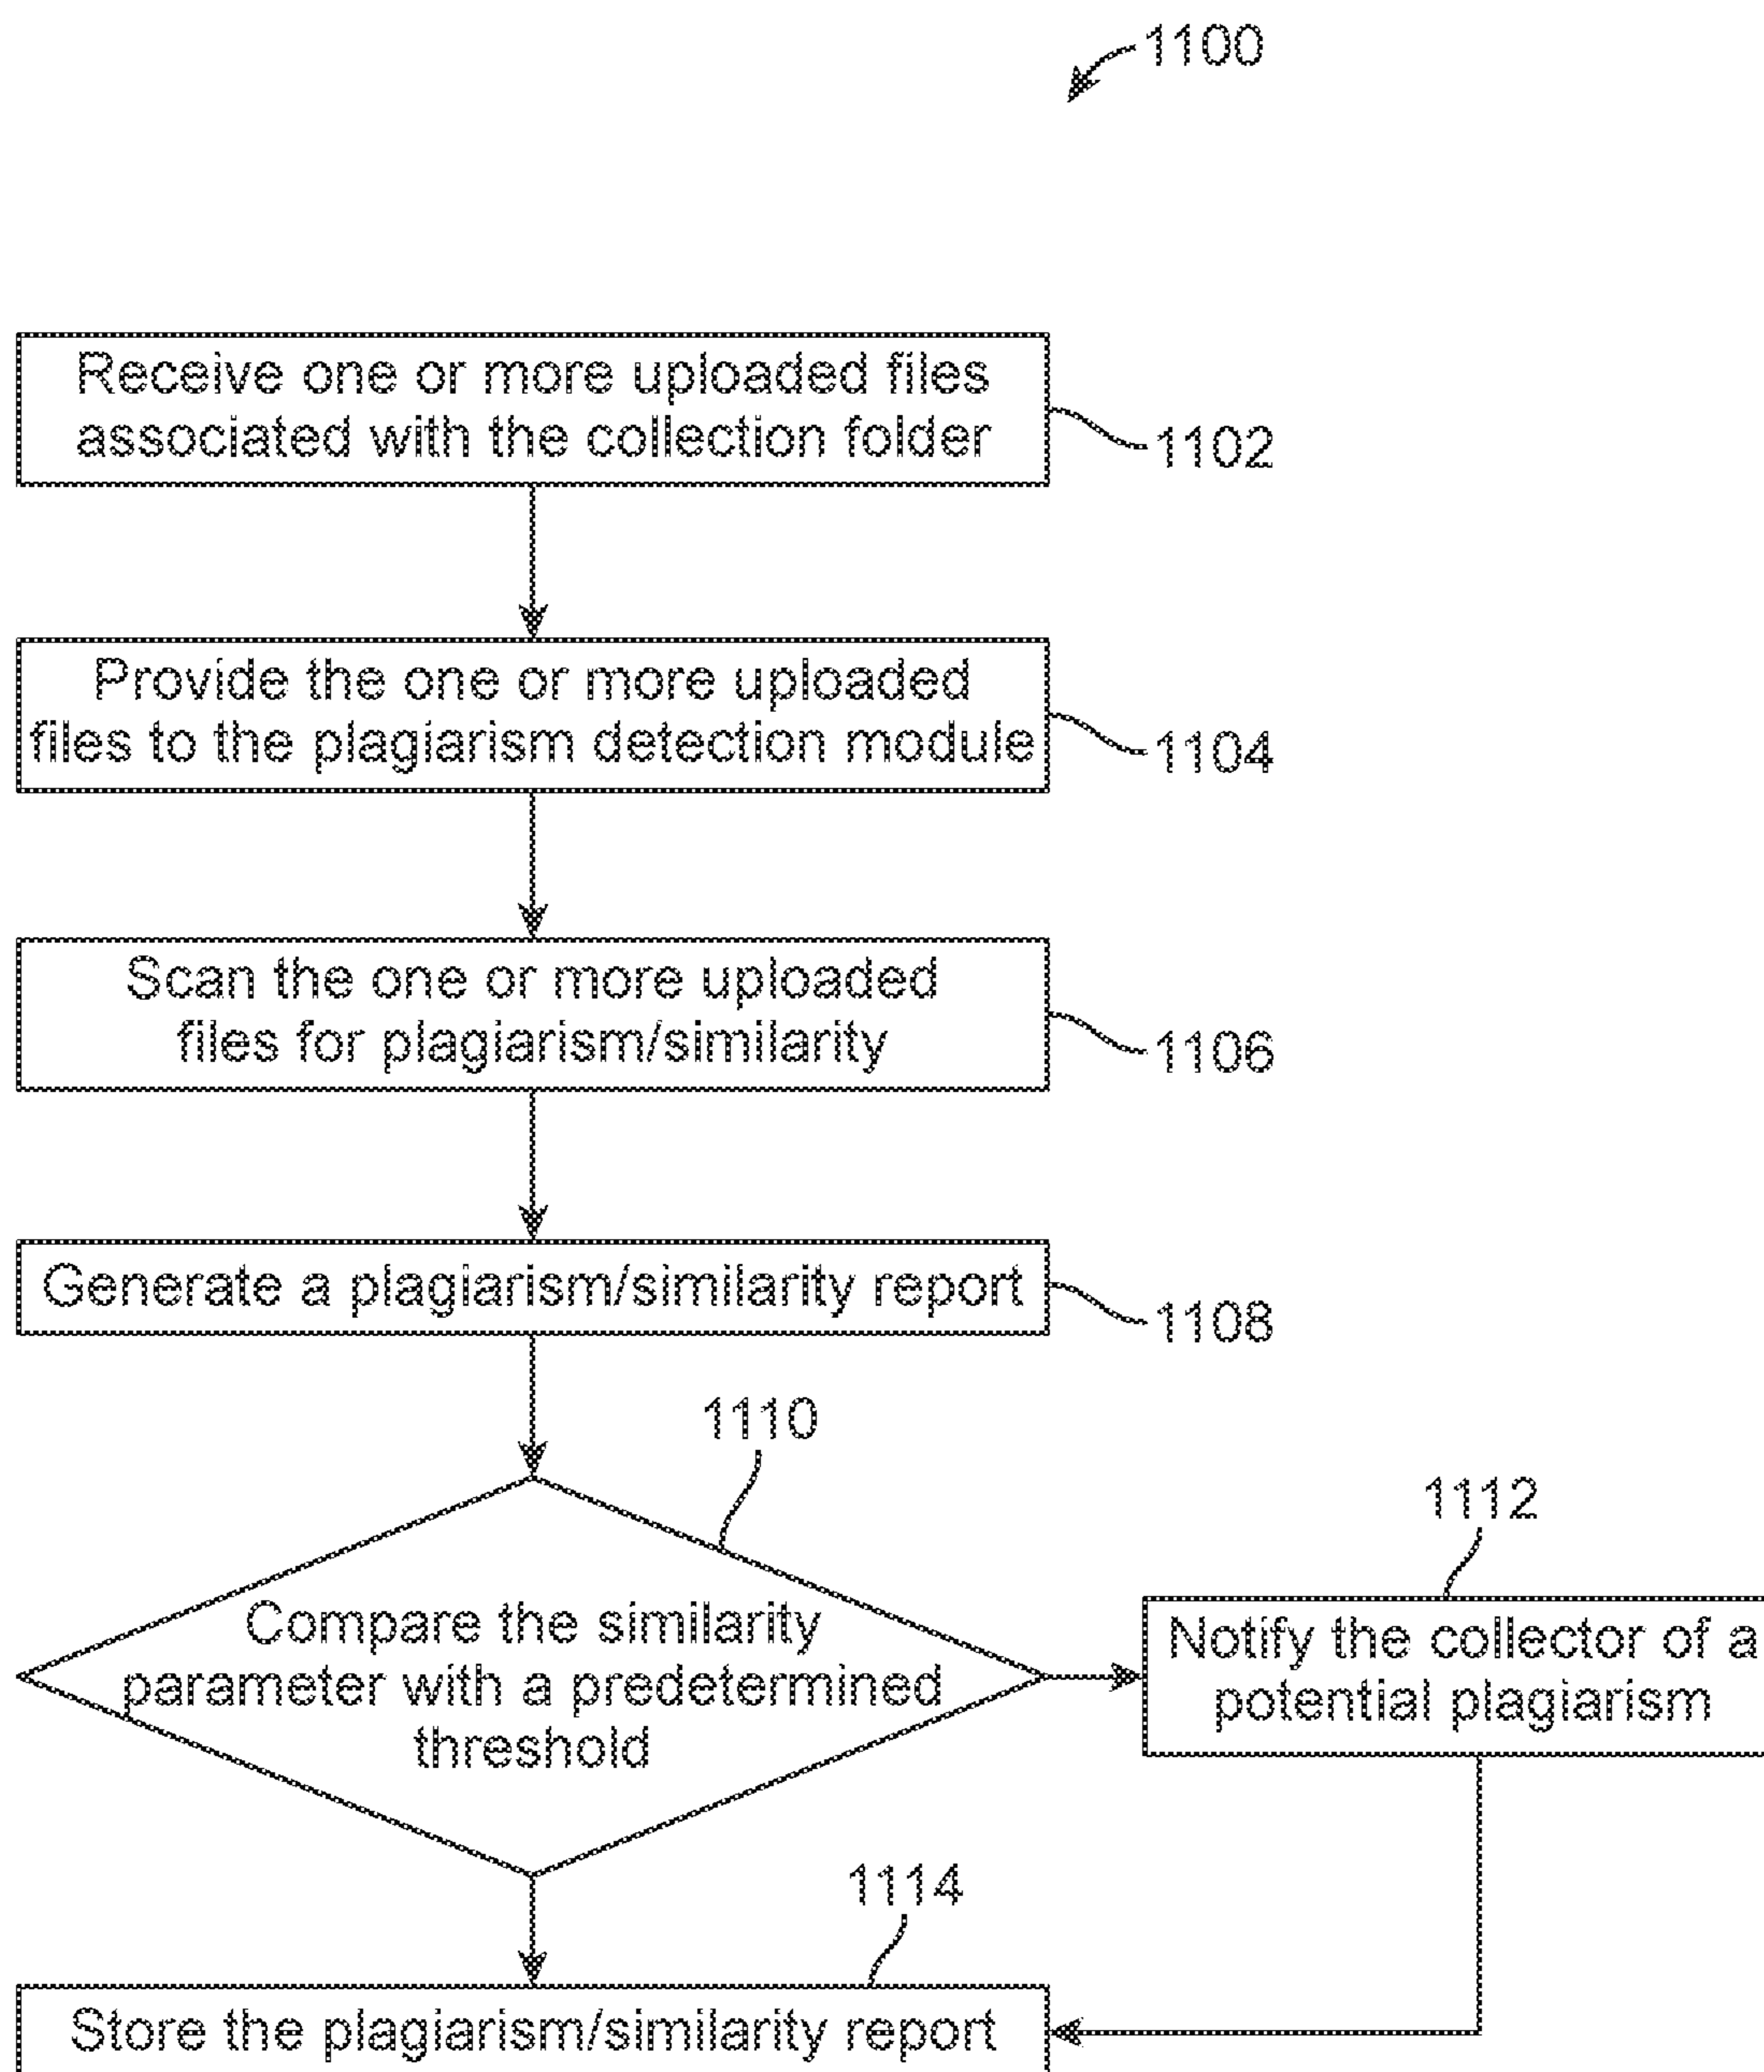 1100
Receive one or more uploaded files
associated with the collection folder
1102
Provide the one or more uploaded
files to the plagiarism detection module
1104
Scan the one or more uploaded
files for plagiarism/similarity
1106
Generate a plagiarism/similarity report
1108
1110
Compare the similarity
parameter with a predetermined
threshold
1112
Notify the collector of a
potential plagiarism
1114
Store the plagiarism/similarity report